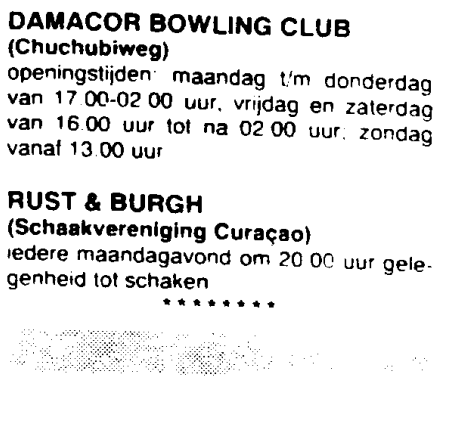 DAMACOR BOWLING CLUB
(Chuchubiweg)
openingstijden: maandag t/m donderdag
van 17.00-02.00 uur, vrijdag en zaterdag
van 16.00 uur tot na 02.00 uur; zondag
vanaf 13.00 uur
RUST & BURGH
(Schaakvereniging Curaçao)
iedere maandagavond om 20.00 uur gele-
genheid tot schaken
********